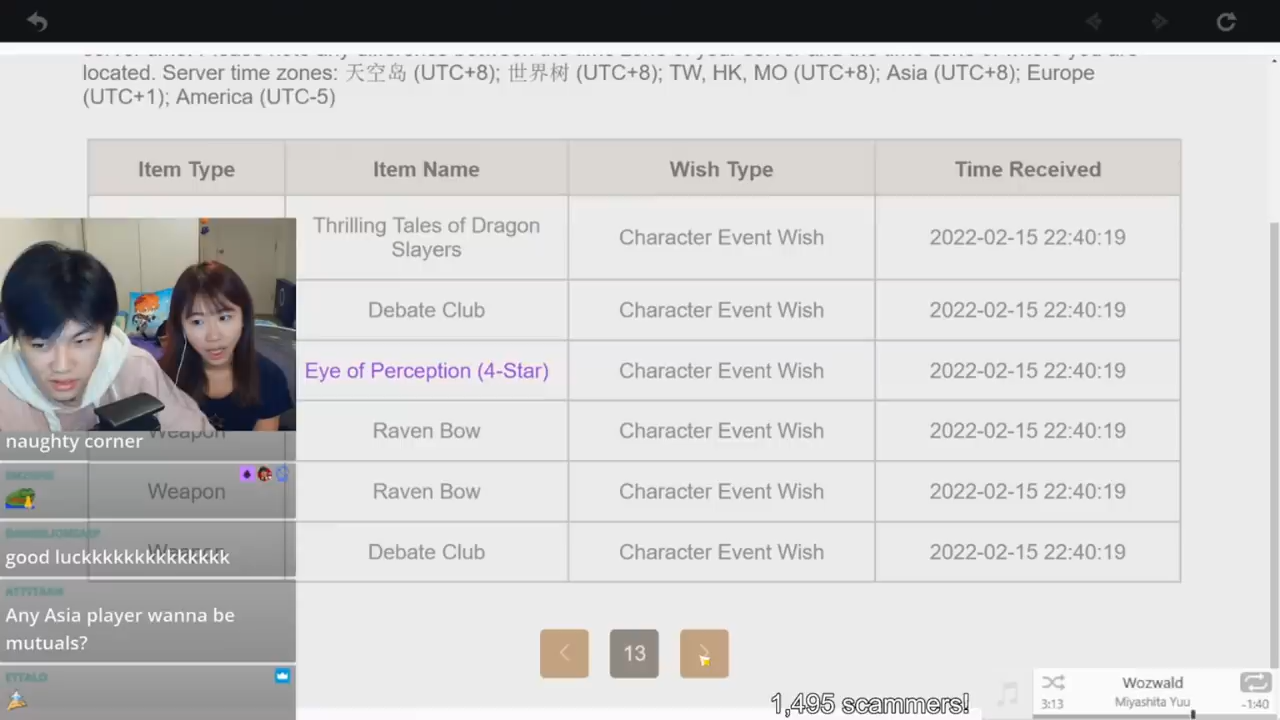 located. Server time zones: 天空岛 (UTC+8); 世界树 (UTC+8); TW, HK, MO (UTC+8); Asia (UTC+8); Europe
(UTC+1); America (UTC-5)
Item Type Item Name Wish Type Time Received
Thrilling Tales of Dragon
Slayers
Character Event Wish 2022-02-15 22:40:19
Debate Club Character Event Wish 2022-02-15 22:40:19
Eye of Perception (4-Star) Character Event Wish 2022-02-15 22:40:19
Weapon Raven Bow Character Event Wish 2022-02-15 22:40:19
Weapon Raven Bow Character Event Wish 2022-02-15 22:40:19
Weapon Debate Club Character Event Wish 2022-02-15 22:40:19
naughty corner
good luckkkkkkkkkkkkkkk
Any Asia player wanna be
mutuals?
ETTALO
13
1,495 scammers!
Wozwald
Miyashita Yuu
3:13
-1:40